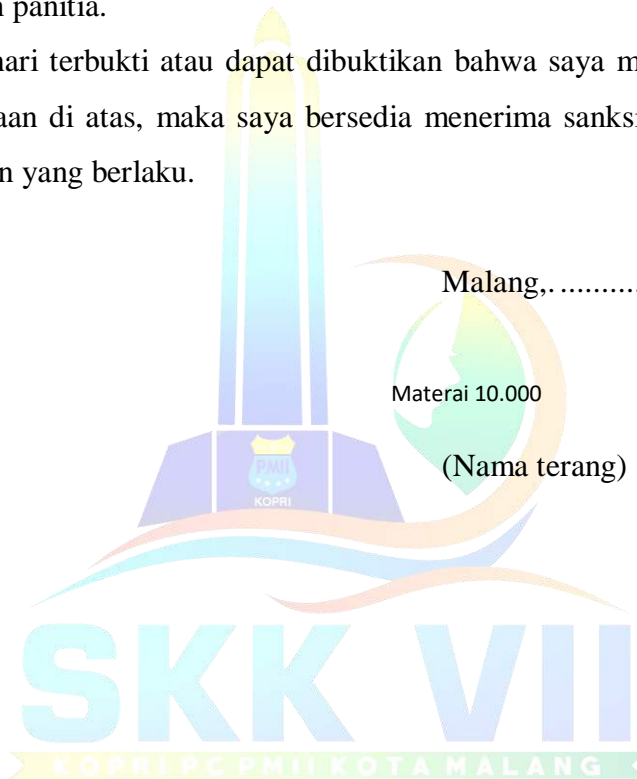 panitia.
hari terbukti atau dapat dibuktikan bahwa saya
di atas, maka saya bersedia menerima sanksi
yang berlaku.
Malang,. ..........
Materai 10.000
(Nama terang)
PMII
KOPRI
SKK VII
KOPRI PC PMII KOTA MALANG